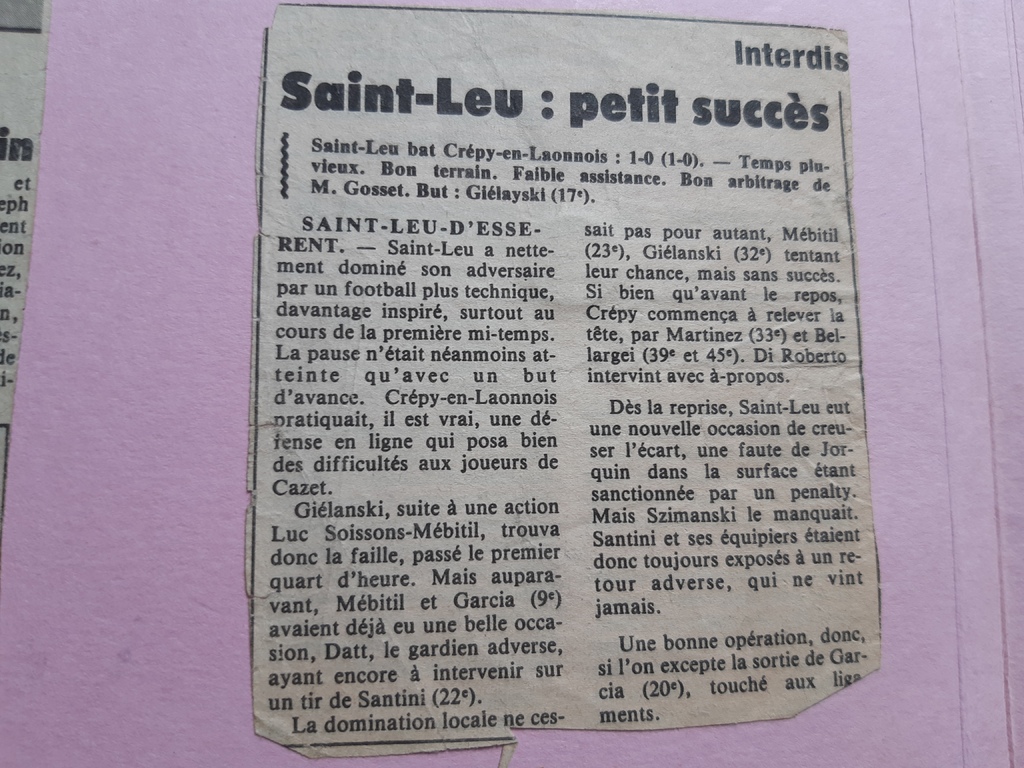 Interdis
Saint-Leu : petit succès
Saint-Leu bat Crépy-en-Laonnois : 1-0 (1-0). — Temps plu-
vieux. Bon terrain. Faible assistance. Bon arbitrage de
M. Gosset. But : Giélayski (17e).
SAINT-LEU-D'ESSE-
RENT. — Saint-Leu a nette-
ment dominé son adversaire
par un football plus technique,
davantage inspiré, surtout au
cours de la première mi-temps.
La pause n'était néanmoins at-
teinte qu'avec un but
d'avance. Crépy-en-Laonnois
pratiquait, il est vrai, une dé-
fense en ligne qui posa bien
des difficultés aux joueurs de
Cazet.
Giélanski, suite à une action
Luc Soissons-Mébitil, trouva
donc la faille, passé le premier
quart d'heure. Mais aupara-
vant, Mébitil et Garcia (9e)
avaient déjà eu une belle occa-
sion, Datt, le gardien adverse,
ayant encore à intervenir sur
un tir de Santini (22e).
La domination locale ne ces-
sait pas pour autant, Mébitil
(23e), Giélanski (32e) tentant
leur chance, mais sans succès.
Si bien qu'avant le repos,
Crépy commença à relever la
tête, par Martinez (33e) et Bel-
largei (39e et 45e). Di Roberto
intervint avec à-propos.
Dès la reprise, Saint-Leu eut
une nouvelle occasion de creu-
ser l'écart, une faute de Jor-
quin dans la surface étant
sanctionnée par un penalty.
Mais Szimanski le manquait.
Santini et ses équipiers étaient
donc toujours exposés à un re-
tour adverse, qui ne vint
jamais.
Une bonne opération, donc,
si l'on excepte la sortie de Gar-
cia (20e), touché aux liga-
ments.
in
et
eph
ent
ion
ez,
ia-
n,
es-
de
i-